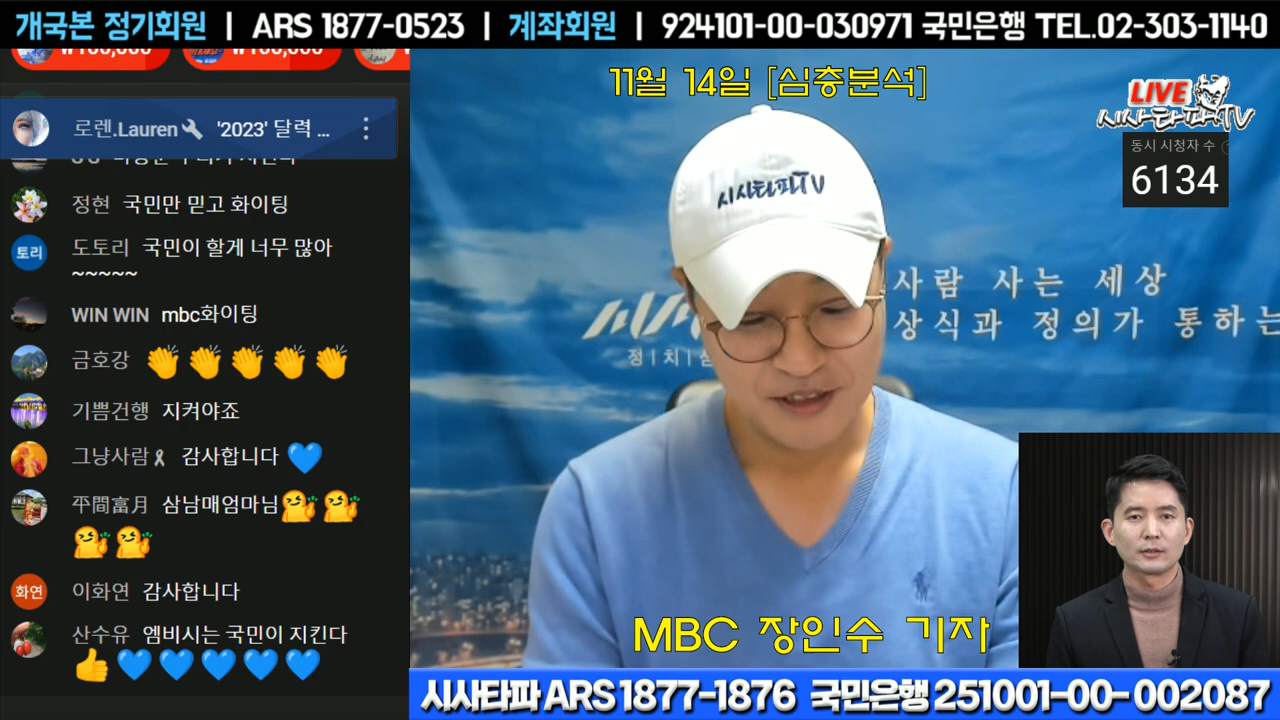 개국본 정기회원 | ARS 1877-0523 | 계좌회원 | 924101-00-030971 국민은행 TEL.02-303-1140
11월 14일 [심층분석]
LIVE
시사타파TV
동시 시청자 수
6134
로렌.Lauren '2023' 달력 ...
정현 국민만 믿고 화이팅
토리 도토리 국민이 할게 너무 많아
~~~~~
WIN WIN mbc화이팅
금호강 👏👏👏👏👏
기쁨건행 지켜야죠
그냥사람🎗 감사합니다 💙
平間富月 삼남매엄마님
화연 이화연 감사합니다
산수유 엠비시는 국민이 지킨다
👍💙💙💙💙💙
시사타파TV
사람 사는 세상
상식과 정의가 통하는
정|치|
MBC 장인수 기자
시사타파 ARS 1877-1876 국민은행 251001-00-002087